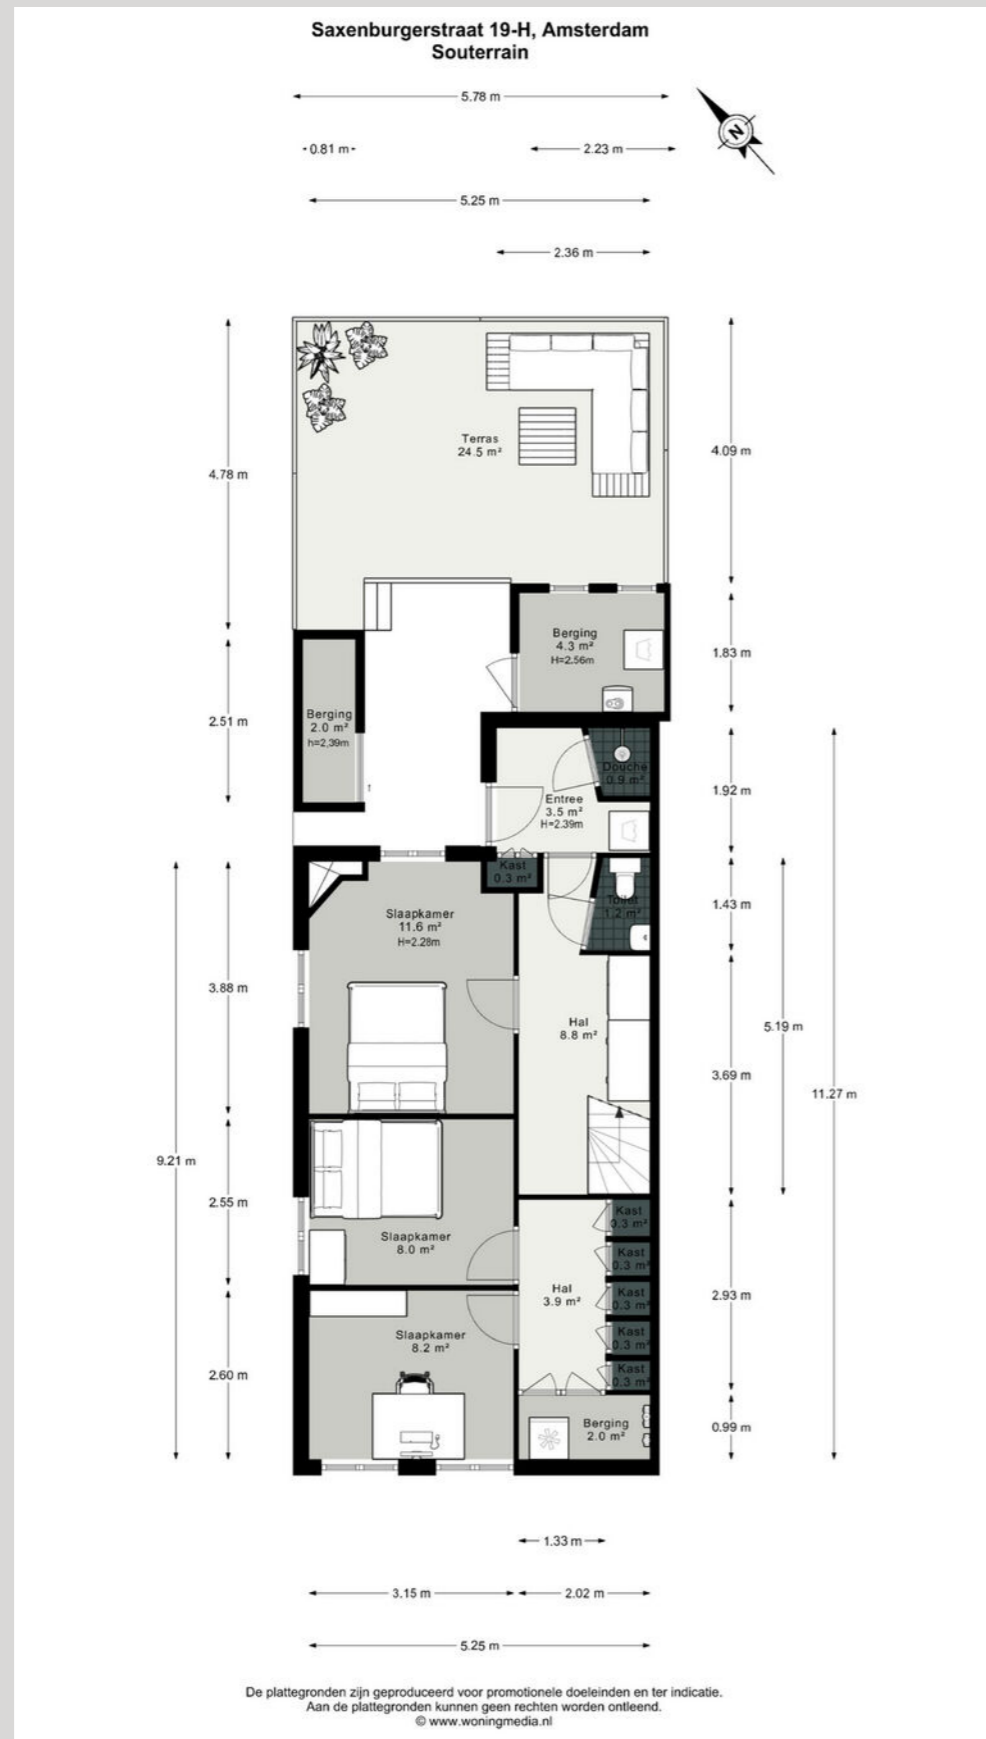 Saxenburgerstraat 19-H, Amsterdam
Souterrain
5.78 m
0.81 m
2.23 m
5.25 m
2.36 m
N
Terras
24.5 m²
4.78 m
4.09 m
Berging
4.3 m²
H=2.56m
1.83 m
Berging
2.0 m²
h=2,39m
2.51 m
Douche
0.9 m²
Entree
3.5 m²
H=2.39m
1.92 m
Kast
0.3 m²
Toilet
1.2 m²
1.43 m
Slaapkamer
11.6 m²
H=2.28m
3.88 m
Hal
8.8 m²
3.69 m
5.19 m
11.27 m
9.21 m
2.55 m
Slaapkamer
8.0 m²
Kast
0.3 m²
Kast
0.3 m²
Kast
0.3 m²
Kast
0.3 m²
Kast
0.3 m²
Hal
3.9 m²
2.93 m
Slaapkamer
8.2 m²
2.60 m
Berging
2.0 m²
0.99 m
1.33 m
3.15 m
2.02 m
5.25 m
De plattegronden zijn geproduceerd voor promotionele doeleinden en ter indicatie.
Aan de plattegronden kunnen geen rechten worden ontleend.
© www.woningmedia.nl